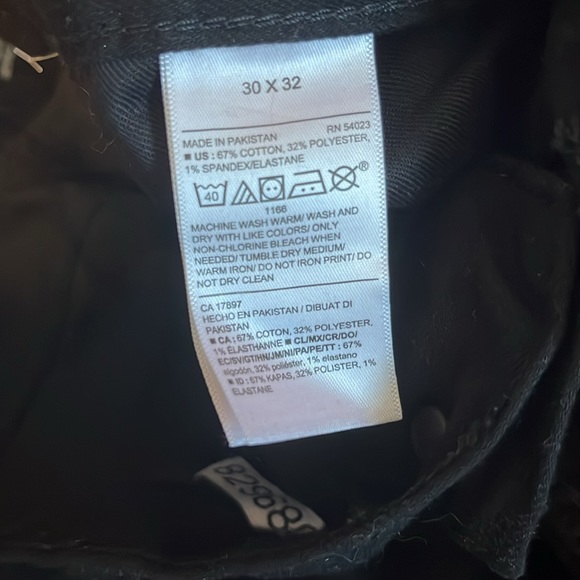 30 X 32
MADE IN PAKISTAN RN 54023
■ US : 67% COTTON, 32% POLYESTER,
1% SPANDEX/ELASTANE
40
®
1166
MACHINE WASH WARM/ WASH AND
DRY WITH LIKE COLORS/ ONLY
NON-CHLORINE BLEACH WHEN
NEEDED/ TUMBLE DRY MEDIUM/
WARM IRON/ DO NOT IRON PRINT/ DO
NOT DRY CLEAN
CA 17897
HECHO EN PAKISTAN / DIBUAT DI
PAKISTAN
■ CA : 67% COTON, 32% POLYESTER,
1% ÉLASTHANNE ■ CL/MX/CR/DO/
EC/SV/GT/HN/JM/NI/PA/PE/TT : 67%
algodón, 32% poliéster, 1% elastano
■ ID : 67% KAPAS, 32% POLISTER, 1%
ELASTANE
82968